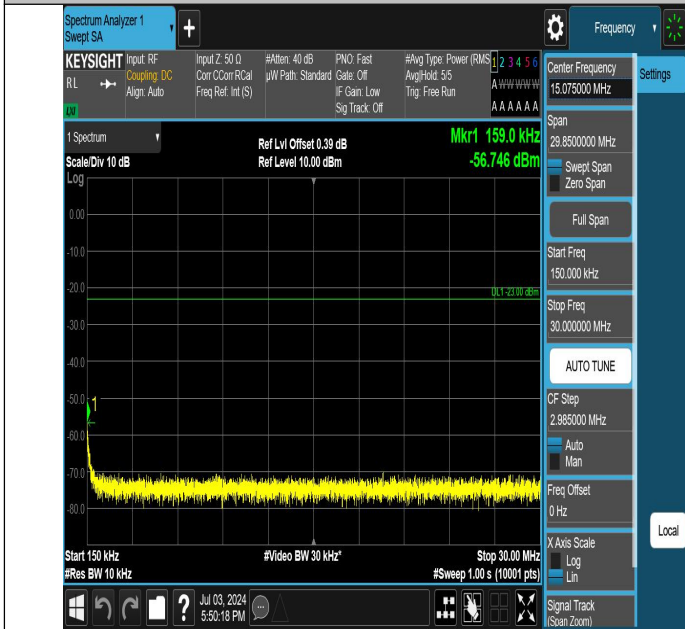 Spectrum Analyzer 1
Swept SA
Frequency
KEYSIGHT
RL
Input: RF
Coupling: DC
Align: Auto
Input Z: 50 Ω
Corr CCorr RCal
Freq Ref: Int (S)
#Atten: 40 dB
µW Path: Standard
PNO: Fast
Gate: Off
IF Gain: Low
Sig Track: Off
#Avg Type: Power (RMS
Avg|Hold: 5/5
Trig: Free Run
1 2 3 4 5 6
A W W W W W
A A A A A A
1 Spectrum
Scale/Div 10 dB
Log
Ref Lvl Offset 0.39 dB
Ref Level 10.00 dBm
Mkr1 159.0 kHz
-56.746 dBm
0.00
-10.0
-20.0
-30.0
-40.0
-50.0
-60.0
-70.0
-80.0
DL1 -23.00 dBm
1
Start 150 kHz
#Res BW 10 kHz
#Video BW 30 kHz*
Stop 30.00 MHz
#Sweep 1.00 s (10001 pts)
Jul 03, 2024
5:50:18 PM
Center Frequency
15.075000 MHz
Settings
Span
29.8500000 MHz
Swept Span
Zero Span
Full Span
Start Freq
150.000 kHz
Stop Freq
30.000000 MHz
AUTO TUNE
CF Step
2.985000 MHz
Auto
Man
Freq Offset
0 Hz
Local
X Axis Scale
Log
Lin
Signal Track
(Span Zoom)